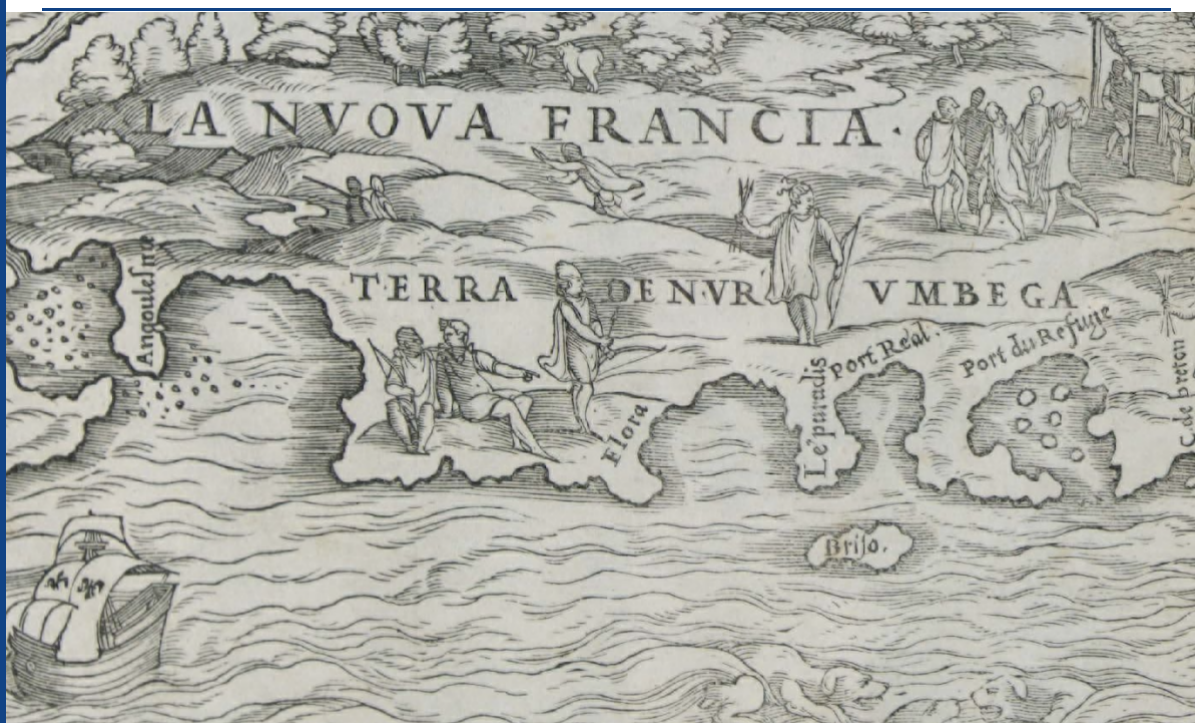 LA NVOVA FRANCIA.
TERRA DE NVR VMBEGA
Angoulesme
Flora
Le paradis
Port Real.
Port du Refuge
C. de breton
Briso.